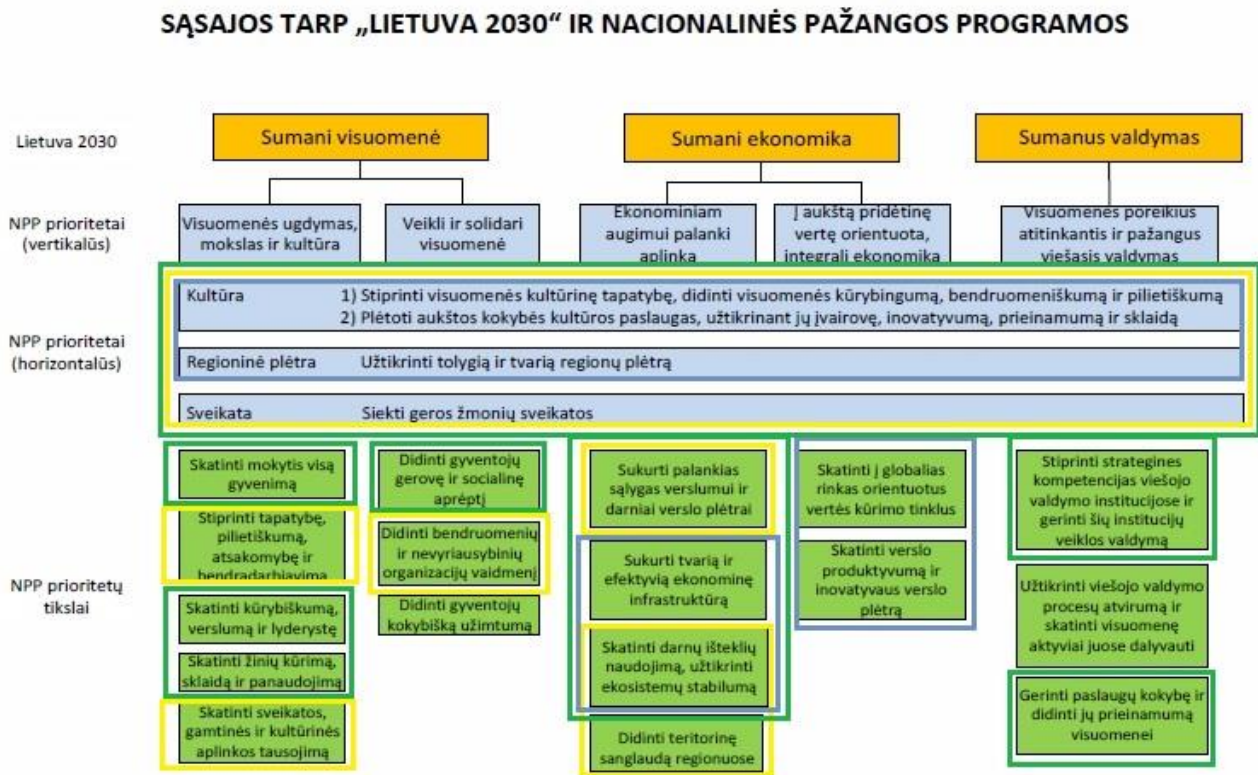 SĄSAJOS TARP „LIETUVA 2030“ IR NACIONALINĖS PAŽANGOS PROGRAMOS
Lietuva 2030
Sumani visuomenė
Sumani ekonomika
Sumanus valdymas
NPP prioritetai
(vertikalūs)
Visuomenės ugdymas,
mokslas ir kultūra
Veikli ir solidari
visuomenė
Ekonominiam
augimui palanki
aplinka
Į aukštą pridėtinę
vertę orientuota,
integrali ekonomika
Visuomenės poreikius
atitinkantis ir pažangus
viešasis valdymas
NPP prioritetai
(horizontalūs)
Kultūra 1) Stiprinti visuomenės kultūrinę tapatybę, didinti visuomenės kūrybingumą, bendruomeniškumą ir pilietiškumą
2) Plėtoti aukštos kokybės kultūros paslaugas, užtikrinant jų įvairovę, inovatyvumą, prieinamumą ir sklaidą
Regioninė plėtra Užtikrinti tolygią ir tvarią regionų plėtrą
Sveikata Siekti geros žmonių sveikatos
NPP prioritetų
tikslai
Skatinti mokytis visą
gyvenimą
Stiprinti tapatybę,
pilietiškumą,
atsakomybę ir
bendradarbiavimą
Skatinti kūrybiškumą,
verslumą ir lyderystę
Skatinti žinių kūrimą,
sklaidą ir panaudojimą
Skatinti sveikatos,
gamtinės ir kultūrinės
aplinkos tausojimą
Didinti gyventojų
gerovę ir socialinę
aprėptį
Didinti bendruomenių
ir nevyriausybinių
organizacijų vaidmenį
Didinti gyventojų
kokybišką užimtumą
Sukurti palankias
sąlygas verslumui ir
darniai verslo plėtrai
Sukurti tvarią ir
efektyvią ekonominę
infrastruktūrą
Skatinti darnų išteklių
naudojimą, užtikrinti
ekosistemų stabilumą
Didinti teritorinę
sanglaudą regionuose
Skatinti į globalias
rinkas orientuotus
vertės kūrimo tinklus
Skatinti verslo
produktyvumą ir
inovatyvaus verslo
plėtrą
Stiprinti strategines
kompetencijas viešojo
valdymo institucijose ir
gerinti šių institucijų
veiklos valdymą
Užtikrinti viešojo valdymo
procesų atvirumą ir
skatinti visuomenę
aktyviai juose dalyvauti
Gerinti paslaugų kokybę ir
didinti jų prieinamumą
visuomenei